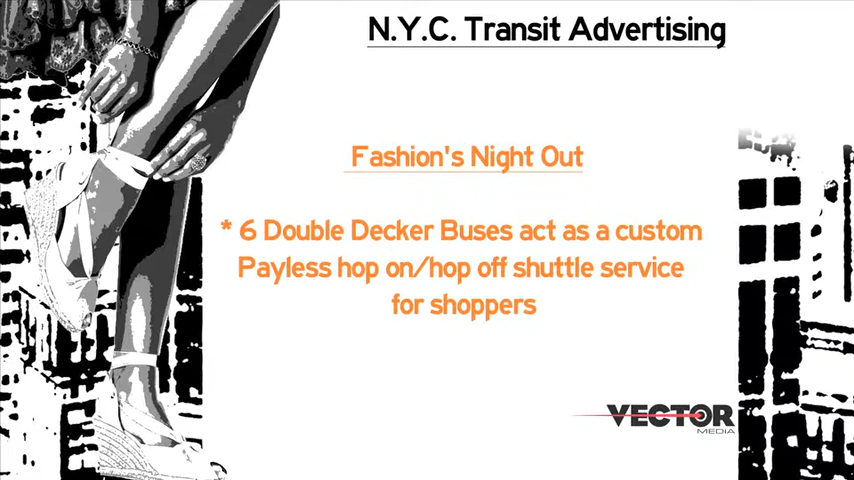 N.Y.C. Transit Advertising
Fashion's Night Out
* 6 Double Decker Buses act as a custom
Payless hop on/hop off shuttle service
for shoppers
VECTOR
MEDIA